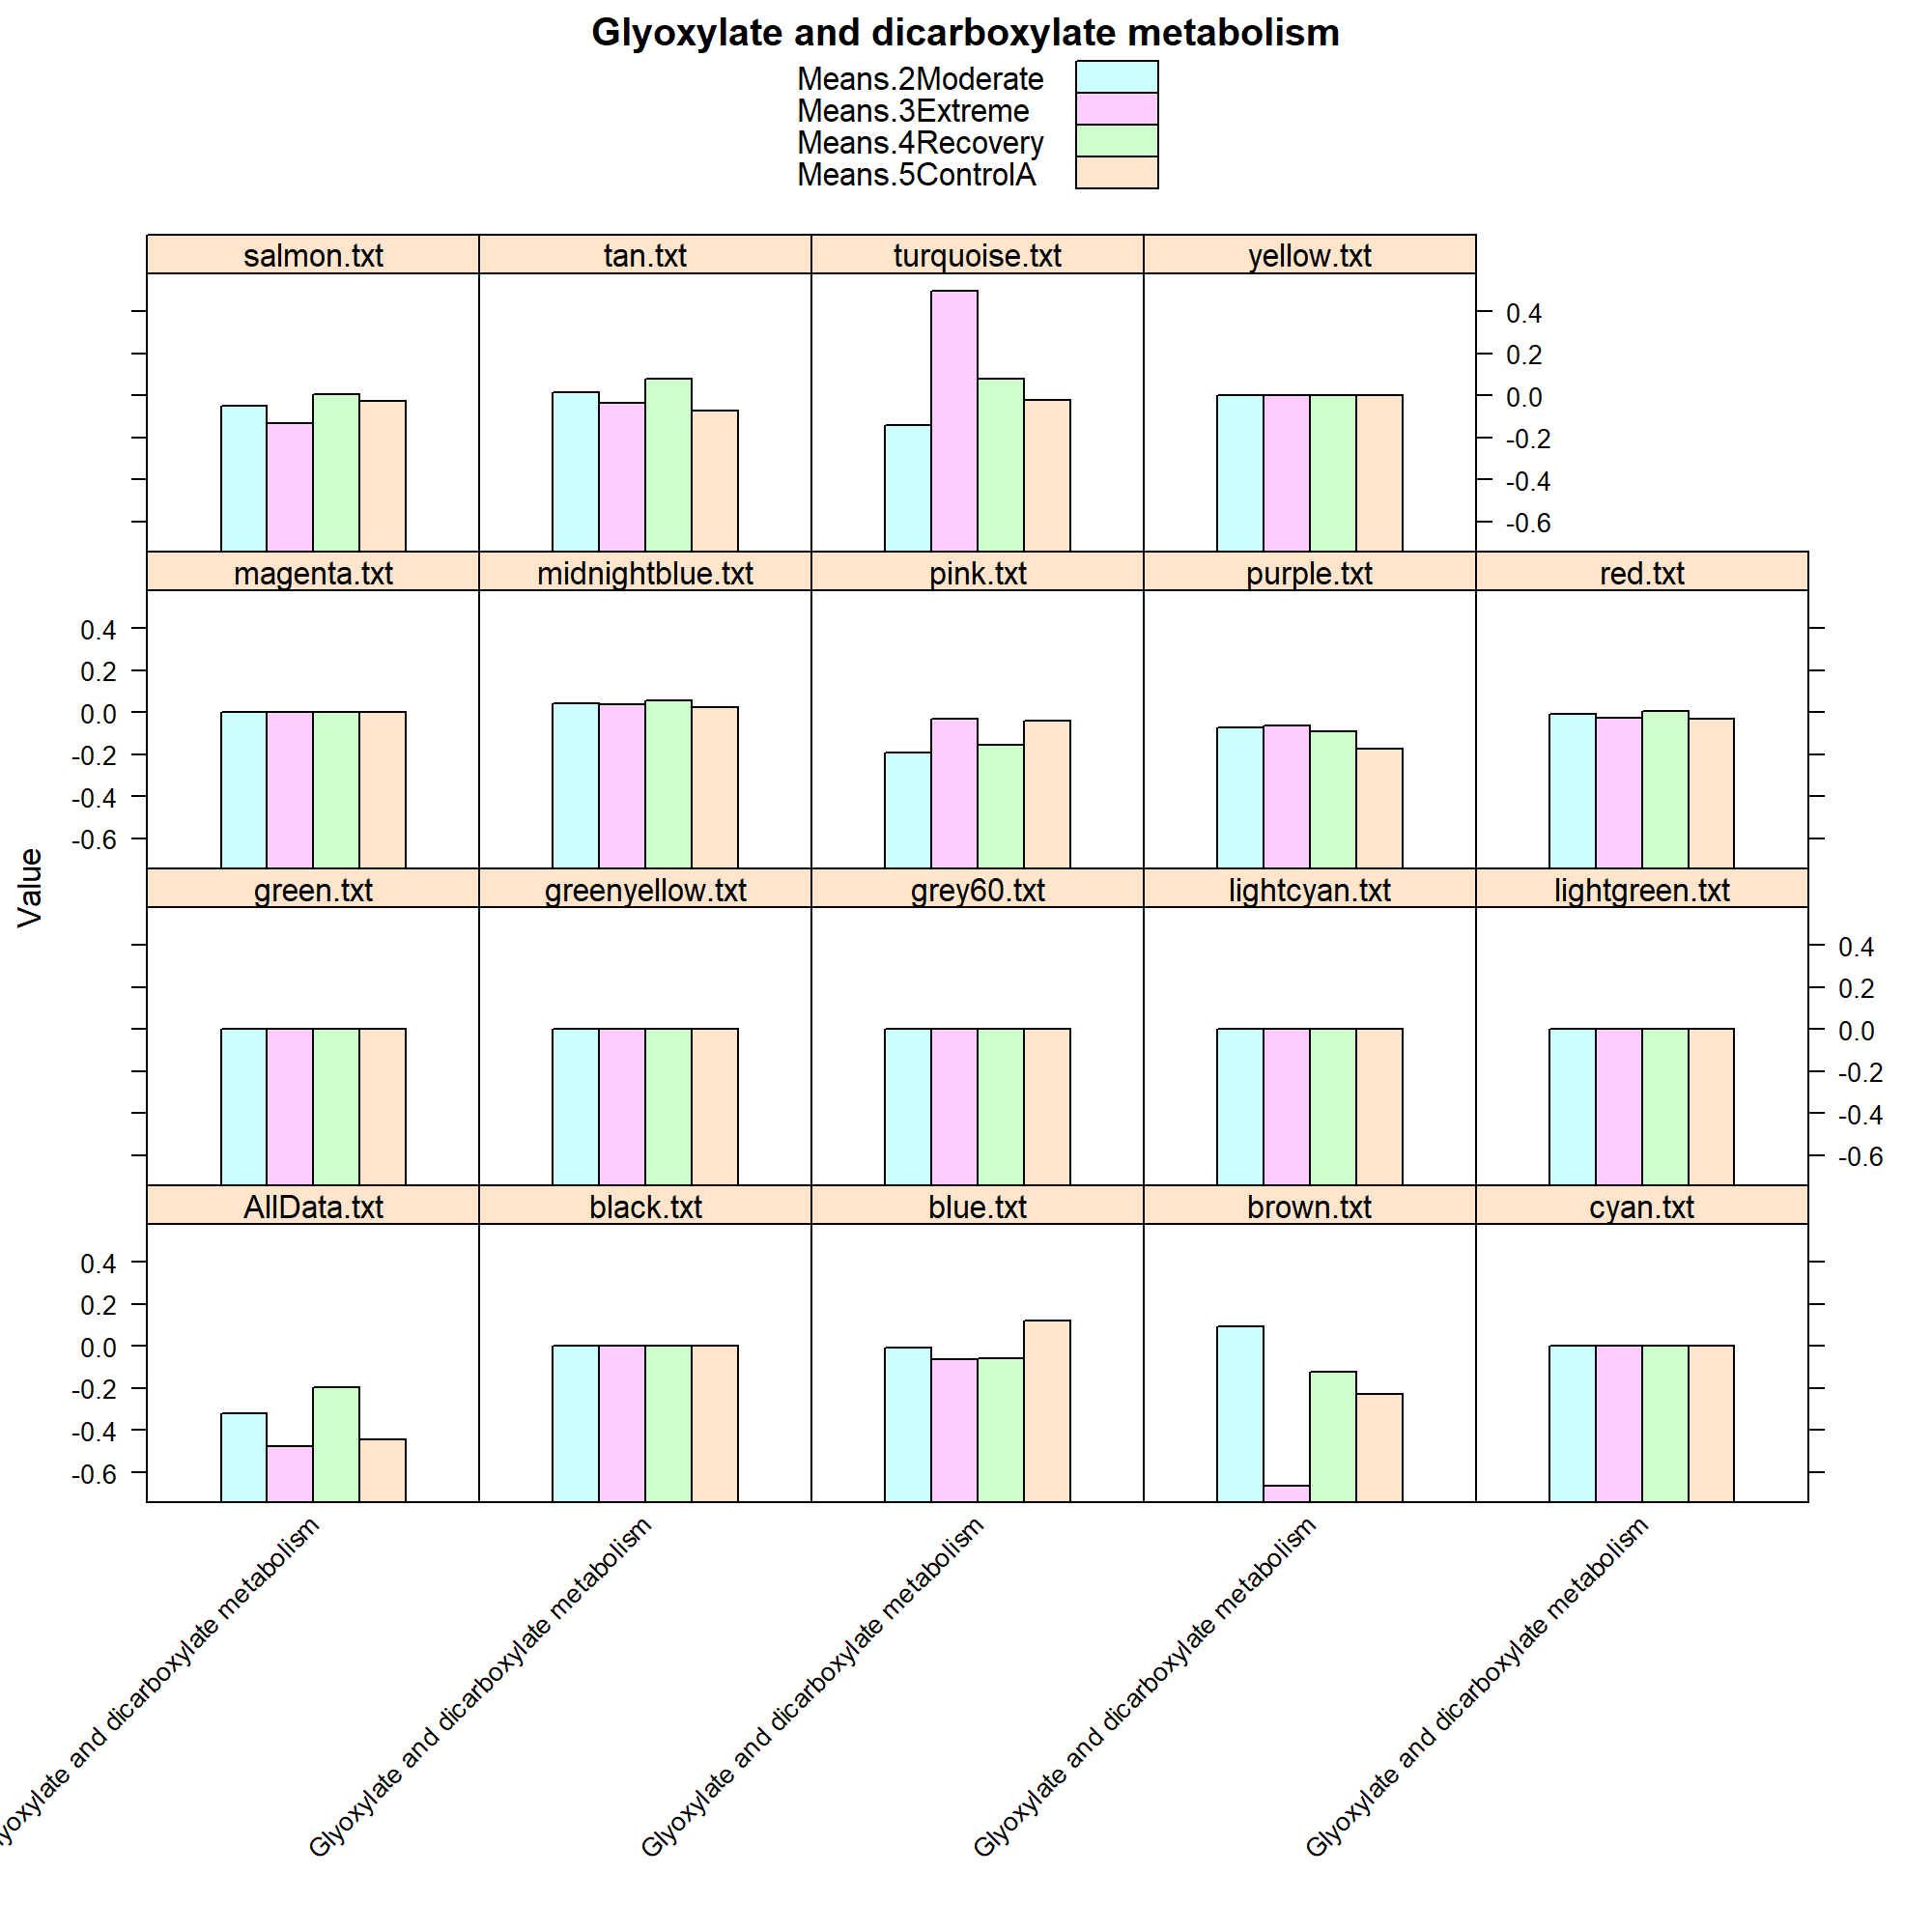 Glyoxylate and dicarboxylate metabolism
Means.2Moderate
Means.3Extreme
Means.4Recovery
Means.5ControlA
salmon.txt tan.txt turquoise.txt yellow.txt
0.4
0.2
0.0
-0.2
-0.4
-0.6
magenta.txt midnightblue.txt pink.txt purple.txt red.txt
0.4
0.2
0.0
-0.2
-0.4
-0.6
Value
green.txt greenyellow.txt grey60.txt lightcyan.txt lightgreen.txt
0.4
0.2
0.0
-0.2
-0.4
-0.6
AllData.txt black.txt blue.txt brown.txt cyan.txt
0.4
0.2
0.0
-0.2
-0.4
-0.6
lyoxylate and dicarboxylate metabolism
Glyoxylate and dicarboxylate metabolism
Glyoxylate and dicarboxylate metabolism
Glyoxylate and dicarboxylate metabolism
Glyoxylate and dicarboxylate metabolism